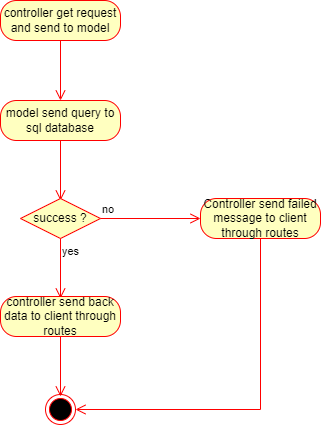 controller get request
and send to model
model send query to
sql database
success ?
no
Controller send failed
message to client
through routes
yes
controller send back
data to client through
routes